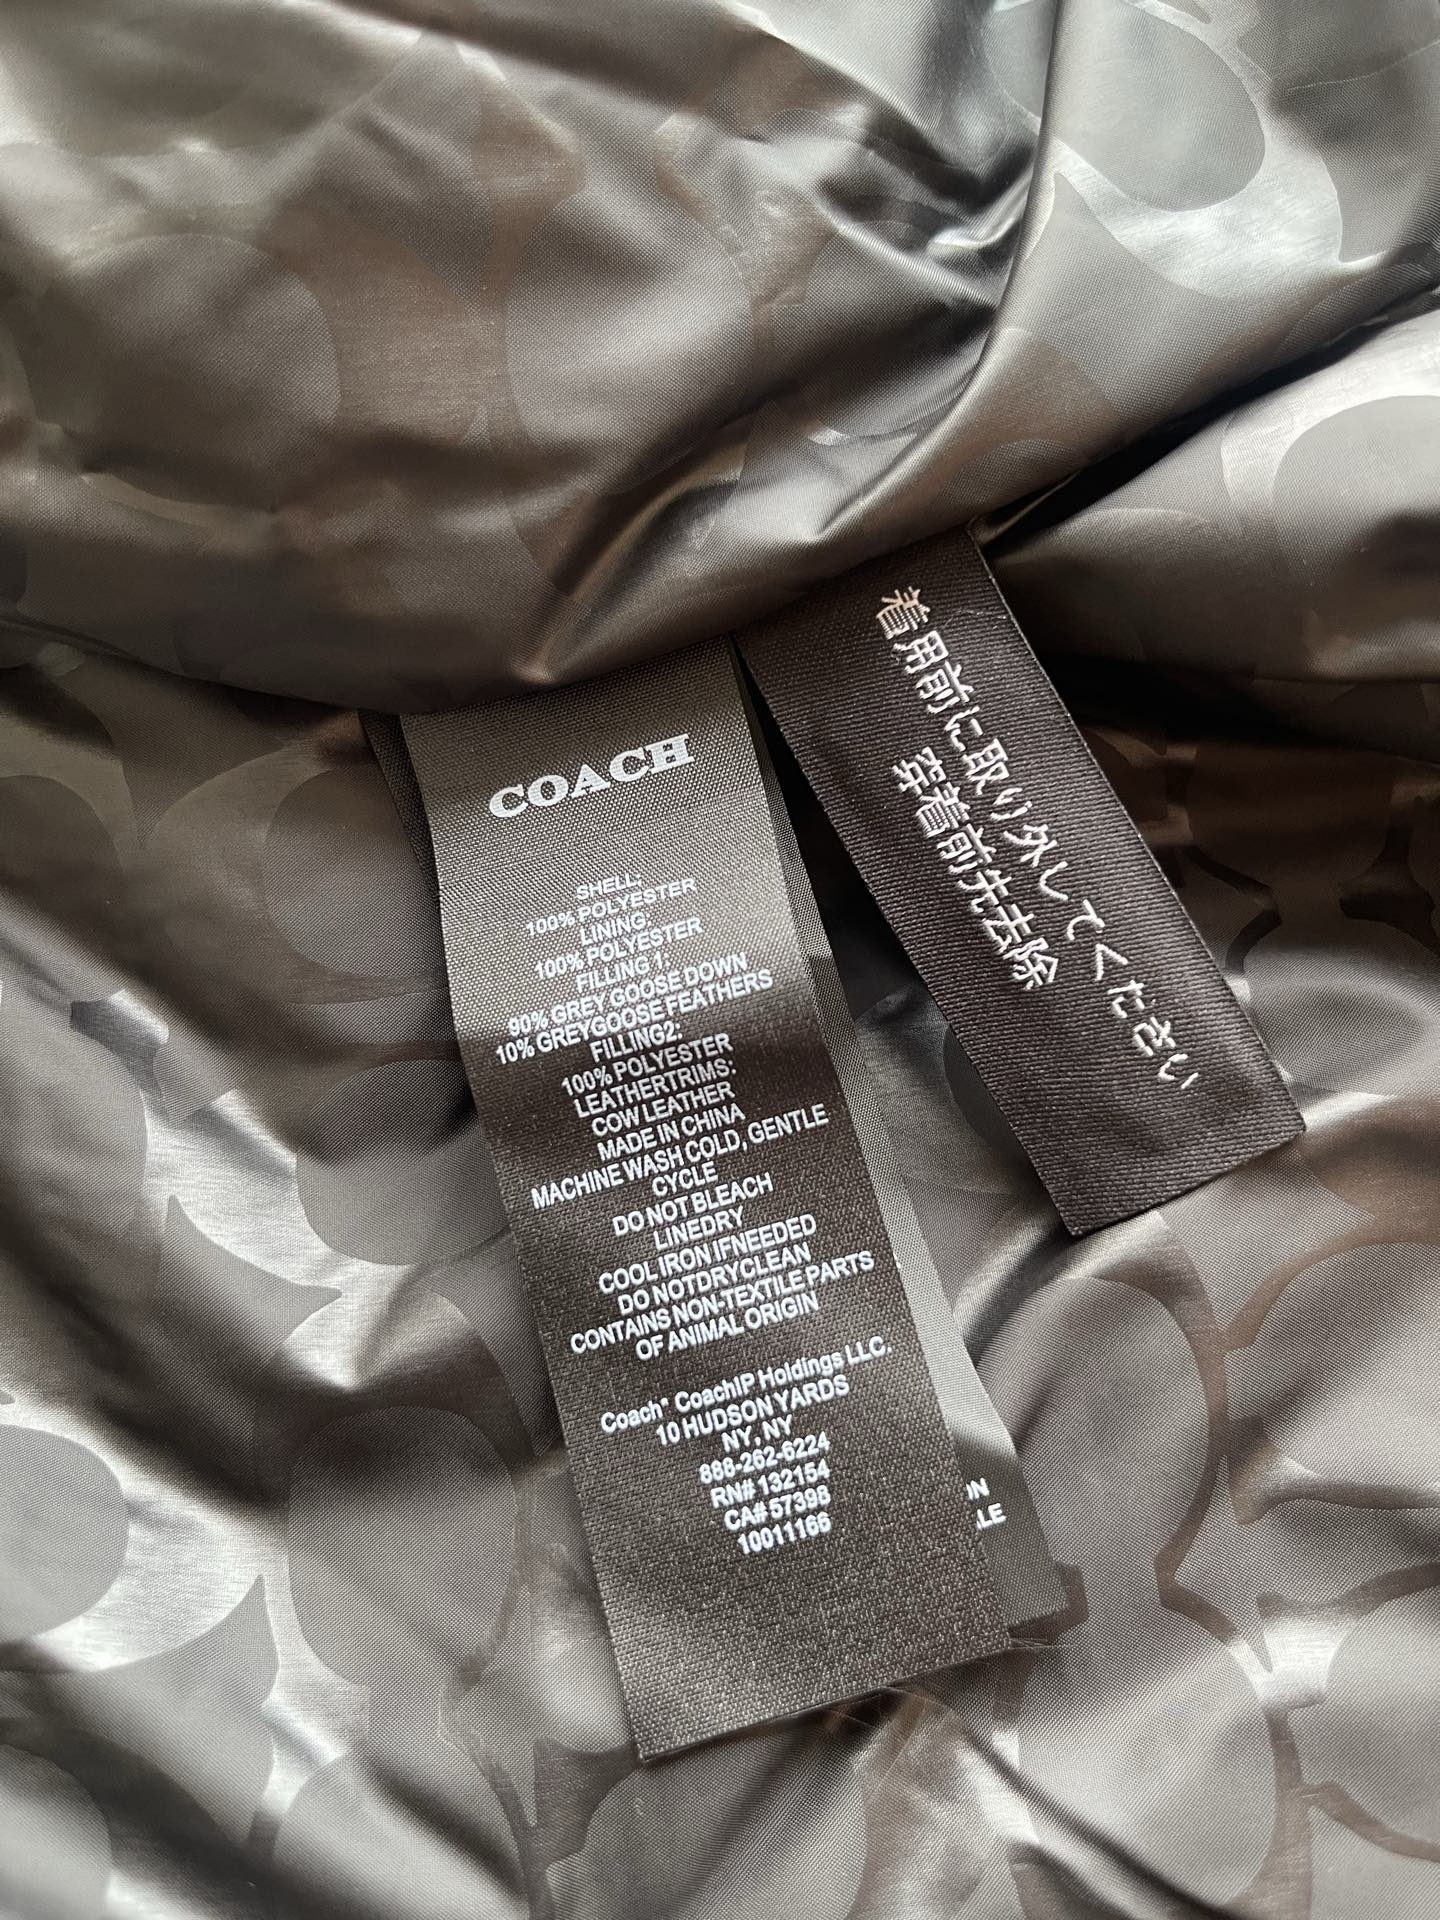 COACH
SHELL:
100% POLYESTER
LINING:
100% POLYESTER
FILLING 1:
90% GREY GOOSE DOWN
10% GREYGOOSE FEATHERS
FILLING2:
100% POLYESTER
LEATHERTRIMS:
COW LEATHER
MADE IN CHINA
MACHINE WASH COLD, GENTLE
CYCLE
DO NOT BLEACH
LINEDRY
COOL IRON IFNEEDED
DO NOTDRYCLEAN
CONTAINS NON-TEXTILE PARTS
OF ANIMAL ORIGIN
Coach* CoachIP Holdings LLC.
10 HUDSON YARDS
NY, NY
888-262-6224
RN# 132154
CA# 57398
10011166
着用前に取り外してください
穿着前先去除